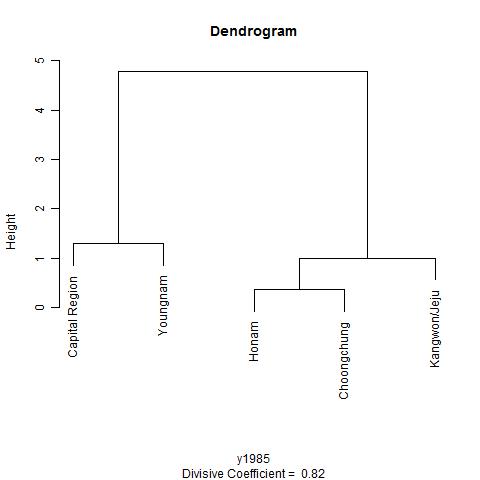 Dendrogram
Height
5
4
3
2
1
0
Capital Region
Youngnam
Honam
Choongchung
Kangwon/Jeju
y1985
Divisive Coefficient = 0.82